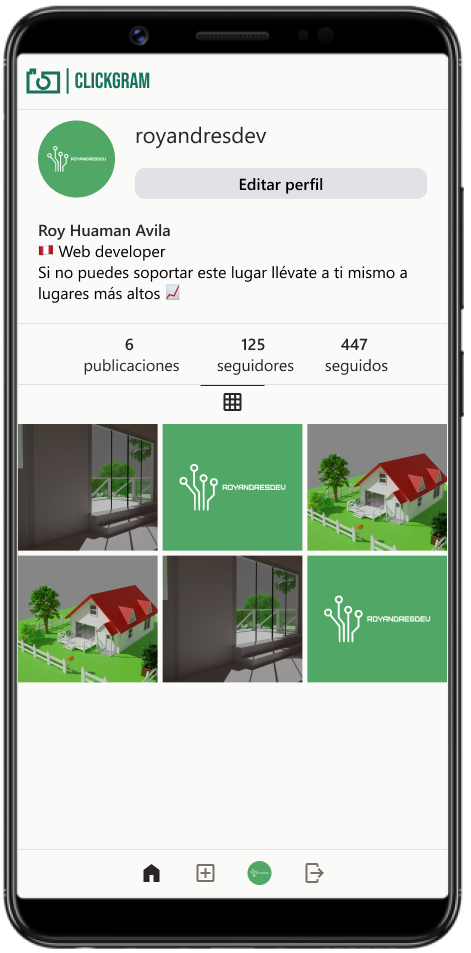 CLICKGRAM
ROYANDRESDEV
royandresdev
Editar perfil
Roy Huaman Avila
🇵🇪 Web developer
Si no puedes soportar este lugar llévate a ti mismo a
lugares más altos 📈
6 125 447
publicaciones seguidores seguidos
ROYANDRESDEV
ROYANDRESDEV